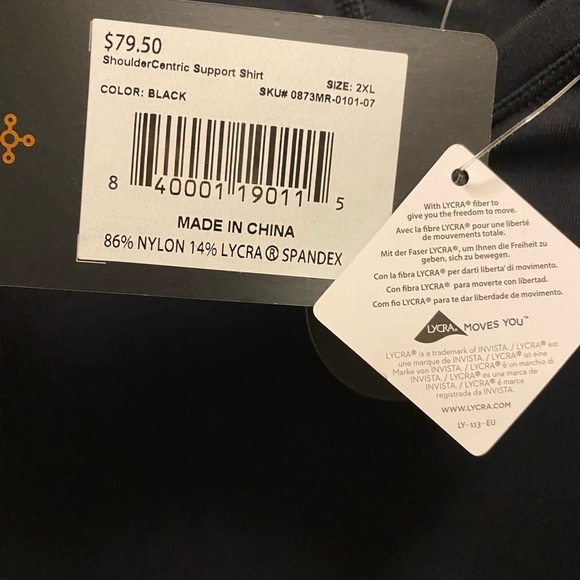 $79.50
ShoulderCentric Support Shirt
SIZE: 2XL
COLOR: BLACK
SKU# 0873MR-0101-07
8 40001 19011 5
MADE IN CHINA
86% NYLON 14% LYCRA® SPANDEX
With LYCRA® fiber to
give you the freedom to move.
Avec la fibre LYCRA® pour une liberté
de mouvements totale.
Mit der Faser LYCRA®, um Ihnen die Freiheit zu
geben, sich zu bewegen.
Con la fibra LYCRA® per darti liberta' di movimento.
Con fibra LYCRA® para moverte con libertad.
Com fio LYCRA® para te dar liberdade de movimento.
LYCRA® MOVES YOU™
LYCRA® is a trademark of INVISTA. / LYCRA® est
une marque de INVISTA. / LYCRA® ist eine
Marke von INVISTA. / LYCRA® è un marchio di
INVISTA. / LYCRA® es una marca de
INVISTA. / LYCRA® é marca
registrada da INVISTA.
WWW.LYCRA.COM
LY-113-EU